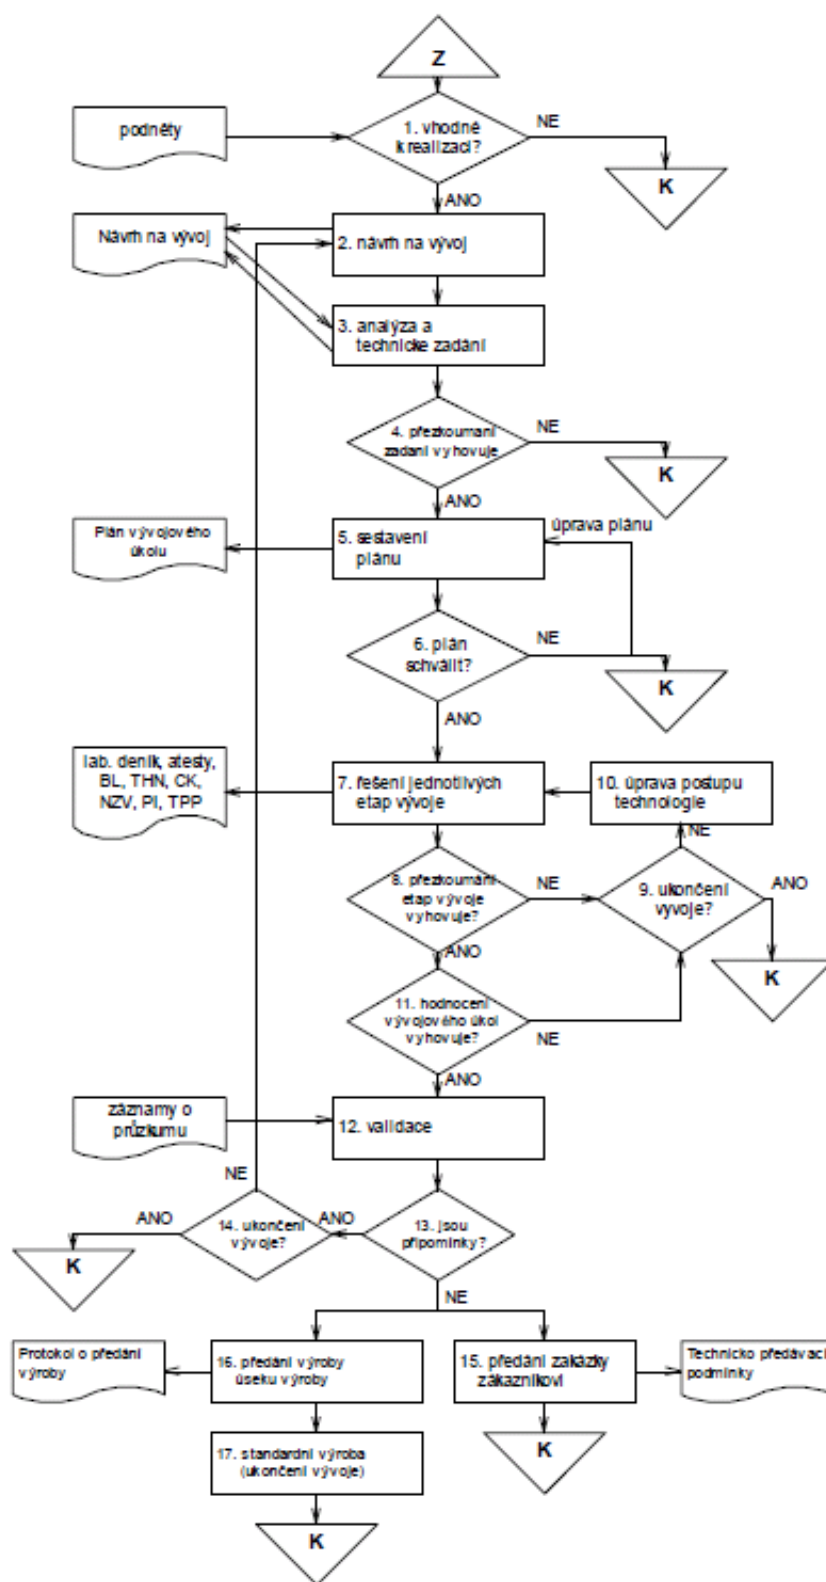 Z
podněty
1. vhodné
k realizaci?
NE
K
ANO
Návrh na vývoj
2. návrh na vývoj
3. analýza a
technické zadání
4. přezkoumání
zadání vyhovuje
NE
K
ANO
Plán vývojového
úkolu
5. sestavení
plánu
úprava plánu
6. plán
schválit?
NE
K
ANO
lab. deník, atesty,
BL, THN, CK,
NZV, PI, TPP
7. řešení jednotlivých
etap vývoje
10. úprava postupu
technologie
NE
8. přezkoumání
etap vývoje
vyhovuje?
NE
9. ukončení
vývoje?
ANO
K
ANO
11. hodnocení
vývojového úkol
vyhovuje?
NE
ANO
záznamy o
průzkumu
12. validace
NE
ANO
14. ukončení
vývoje?
ANO
13. jsou
připomínky?
K
NE
Protokol o předání
výroby
16. předání výroby
úseku výroby
15. předání zakázky
zákazníkovi
Technicko předávací
podmínky
17. standardní výroba
(ukončení vývoje)
K
K